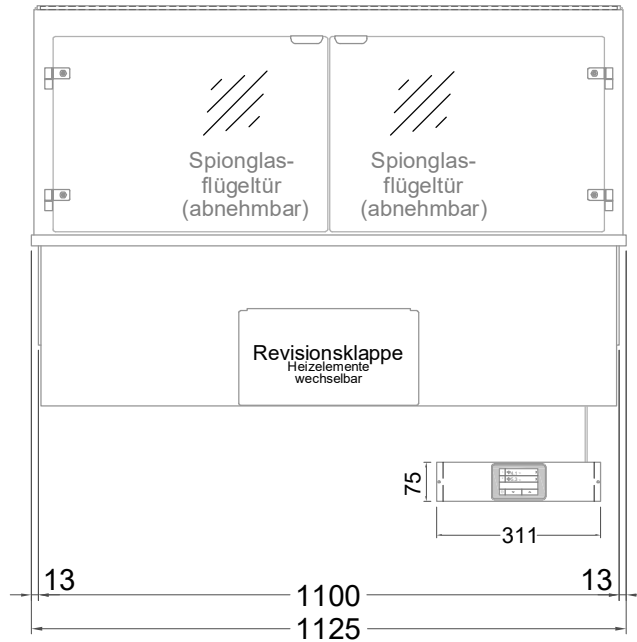 Spionglas-
flügeltür
(abnehmbar)
Spionglas-
flügeltür
(abnehmbar)
Revisionsklappe
Heizelemente
wechselbar
75
311
13
1100
13
1125